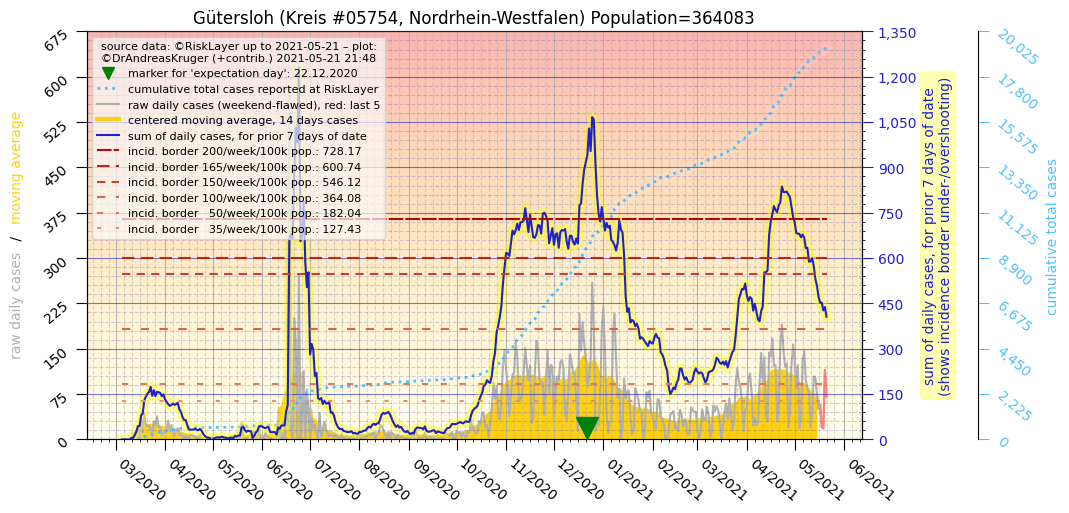 Gütersloh (Kreis #05754, Nordrhein-Westfalen) Population=364083
source data: ©RiskLayer up to 2021-05-21 – plot:
©DrAndreasKruger (+contrib.) 2021-05-21 21:48
marker for 'expectation day': 22.12.2020
cumulative total cases reported at RiskLayer
raw daily cases (weekend-flawed), red: last 5
centered moving average, 14 days cases
sum of daily cases, for prior 7 days of date
incid. border 200/week/100k pop.: 728.17
incid. border 165/week/100k pop.: 600.74
incid. border 150/week/100k pop.: 546.12
incid. border 100/week/100k pop.: 364.08
incid. border   50/week/100k pop.: 182.04
incid. border   35/week/100k pop.: 127.43
raw daily cases   /   moving average
675
600
525
450
375
300
225
150
75
0
03/2020
04/2020
05/2020
06/2020
07/2020
08/2020
09/2020
10/2020
11/2020
12/2020
01/2021
02/2021
03/2021
04/2021
05/2021
06/2021
1,350
1,200
1,050
900
750
600
450
300
150
0
sum of daily cases, for prior 7 days of date
(shows incidence border under-/overshooting)
20,025
17,800
15,575
13,350
11,125
8,900
6,675
4,450
2,225
0
cumulative total cases